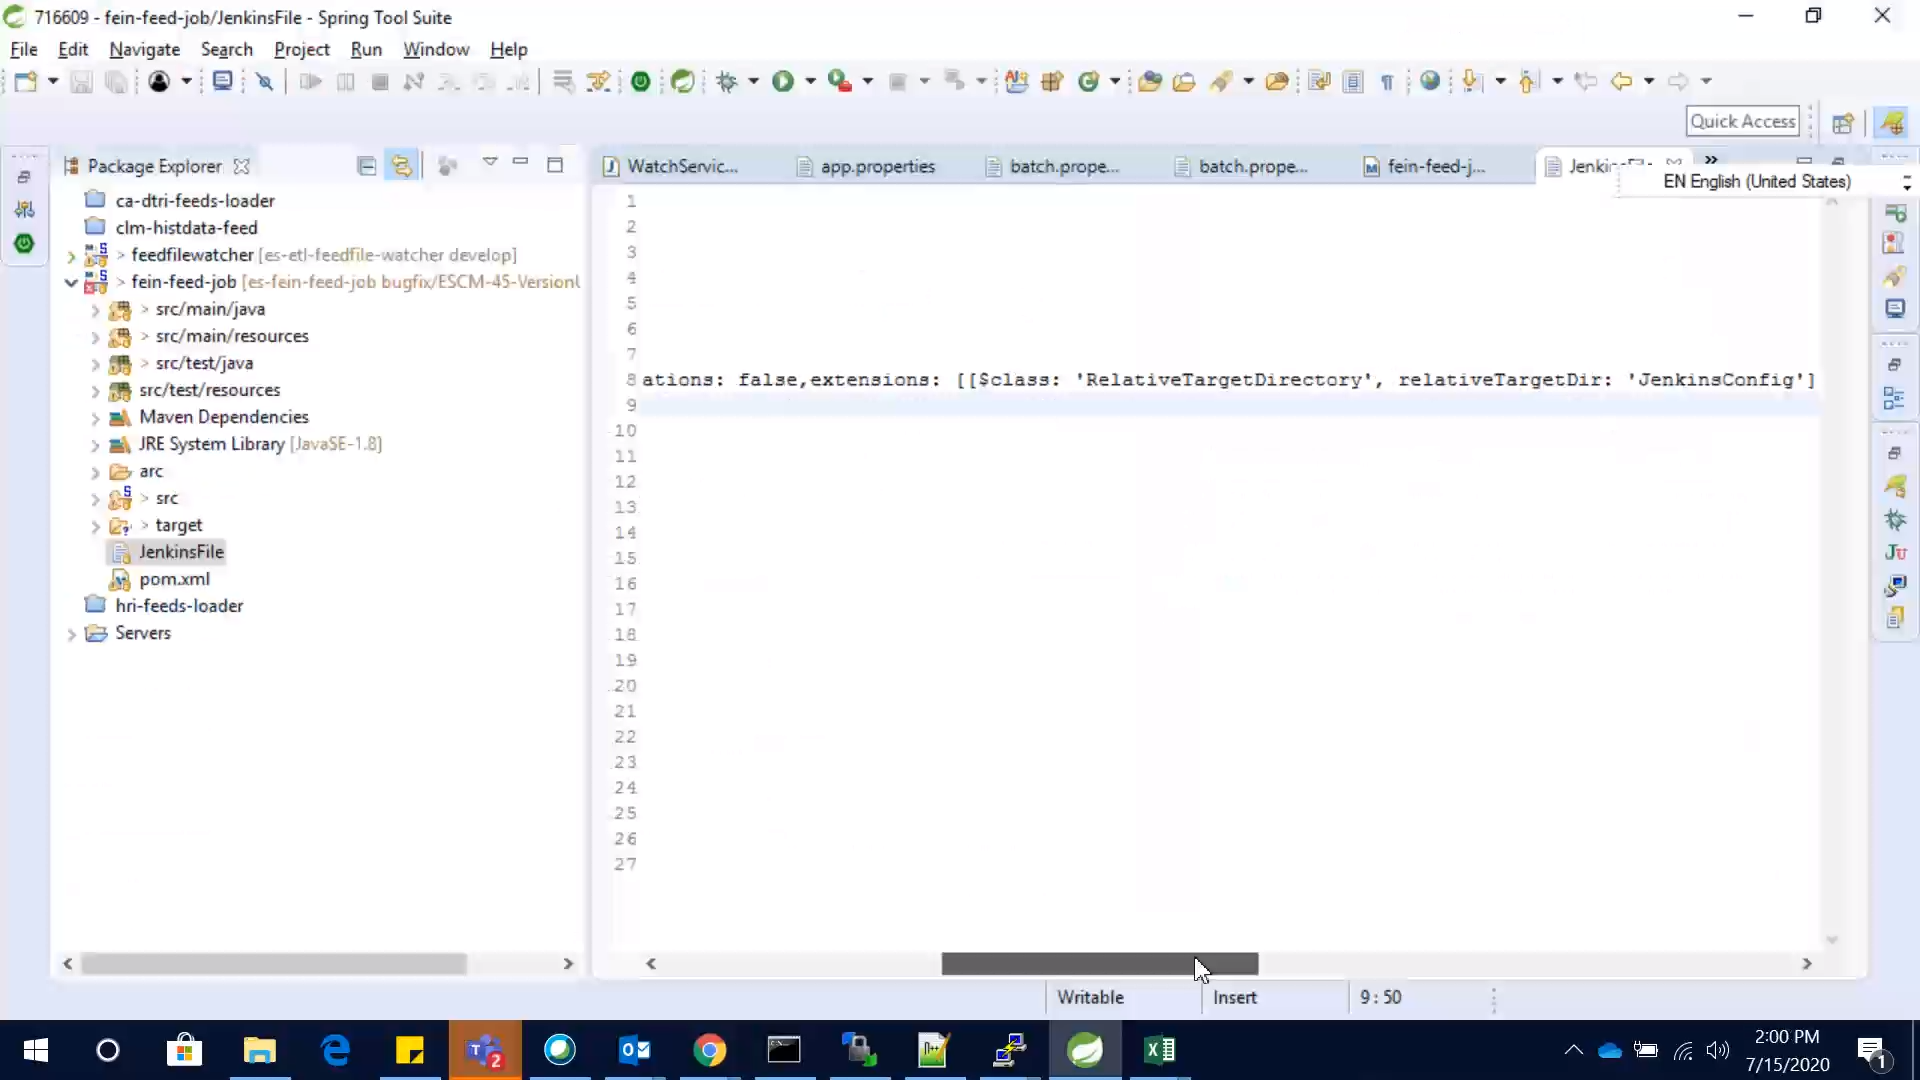 716609 - fein-feed-job/JenkinsFile - Spring Tool Suite
File Edit Navigate Search Project Run Window Help
Quick Access
Package Explorer
WatchServic...
app.properties
batch.prope...
batch.prope...
fein-feed-j...
EN English (United States)
ca-dtri-feeds-loader
clm-histdata-feed
> feedfilewatcher [es-etl-feedfile-watcher develop]
> fein-feed-job [es-fein-feed-job bugfix/ESCM-45-Version
> src/main/java
> src/main/resources
> src/test/java
src/test/resources
Maven Dependencies
JRE System Library [JavaSE-1.8]
arc
> src
> target
JenkinsFile
pom.xml
hri-feeds-loader
Servers
1
2
3
4
5
6
7
8 ations: false,extensions: [[$class: 'RelativeTargetDirectory', relativeTargetDir: 'JenkinsConfig']
9
10
11
12
13
14
15
16
17
18
19
20
21
22
23
24
25
26
27
Writable Insert 9 : 50
2:00 PM
7/15/2020